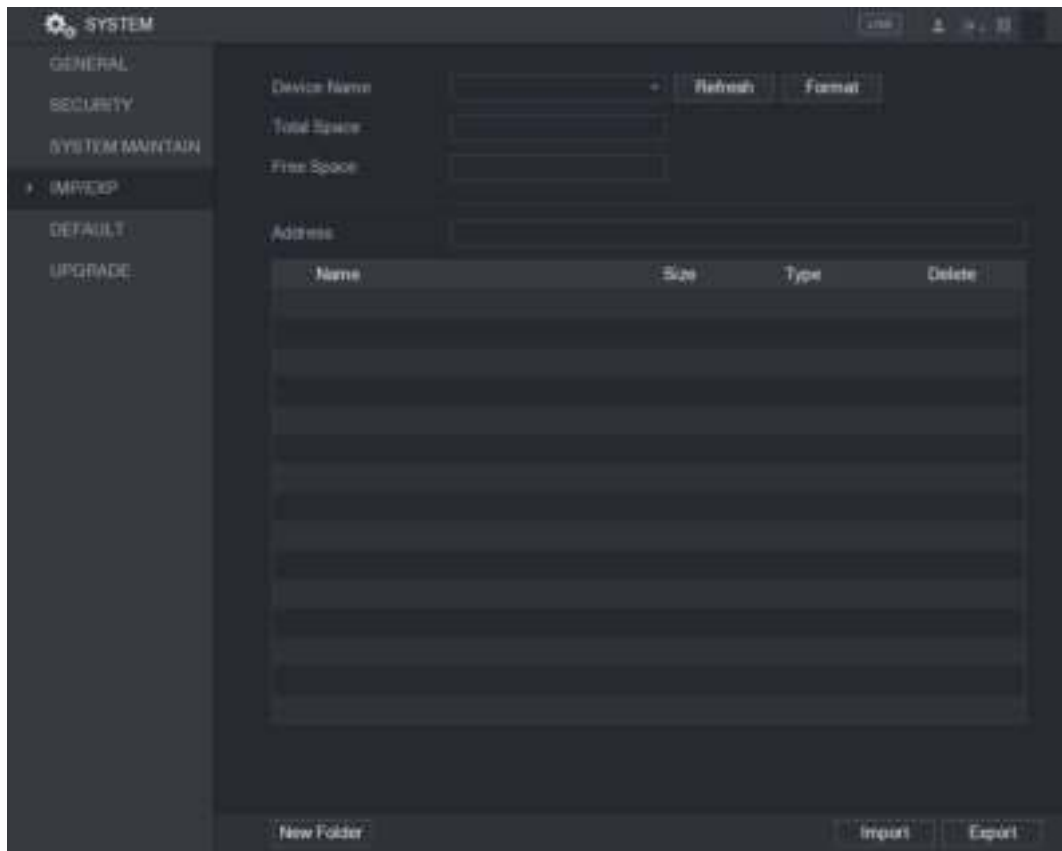 SYSTEM
LIVE
GENERAL
SECURITY
SYSTEM MAINTAIN
IMP/EXP
DEFAULT
UPGRADE
Device Name
Refresh
Format
Total Space
Free Space
Address
Name Size Type Delete
New Folder
Import
Export